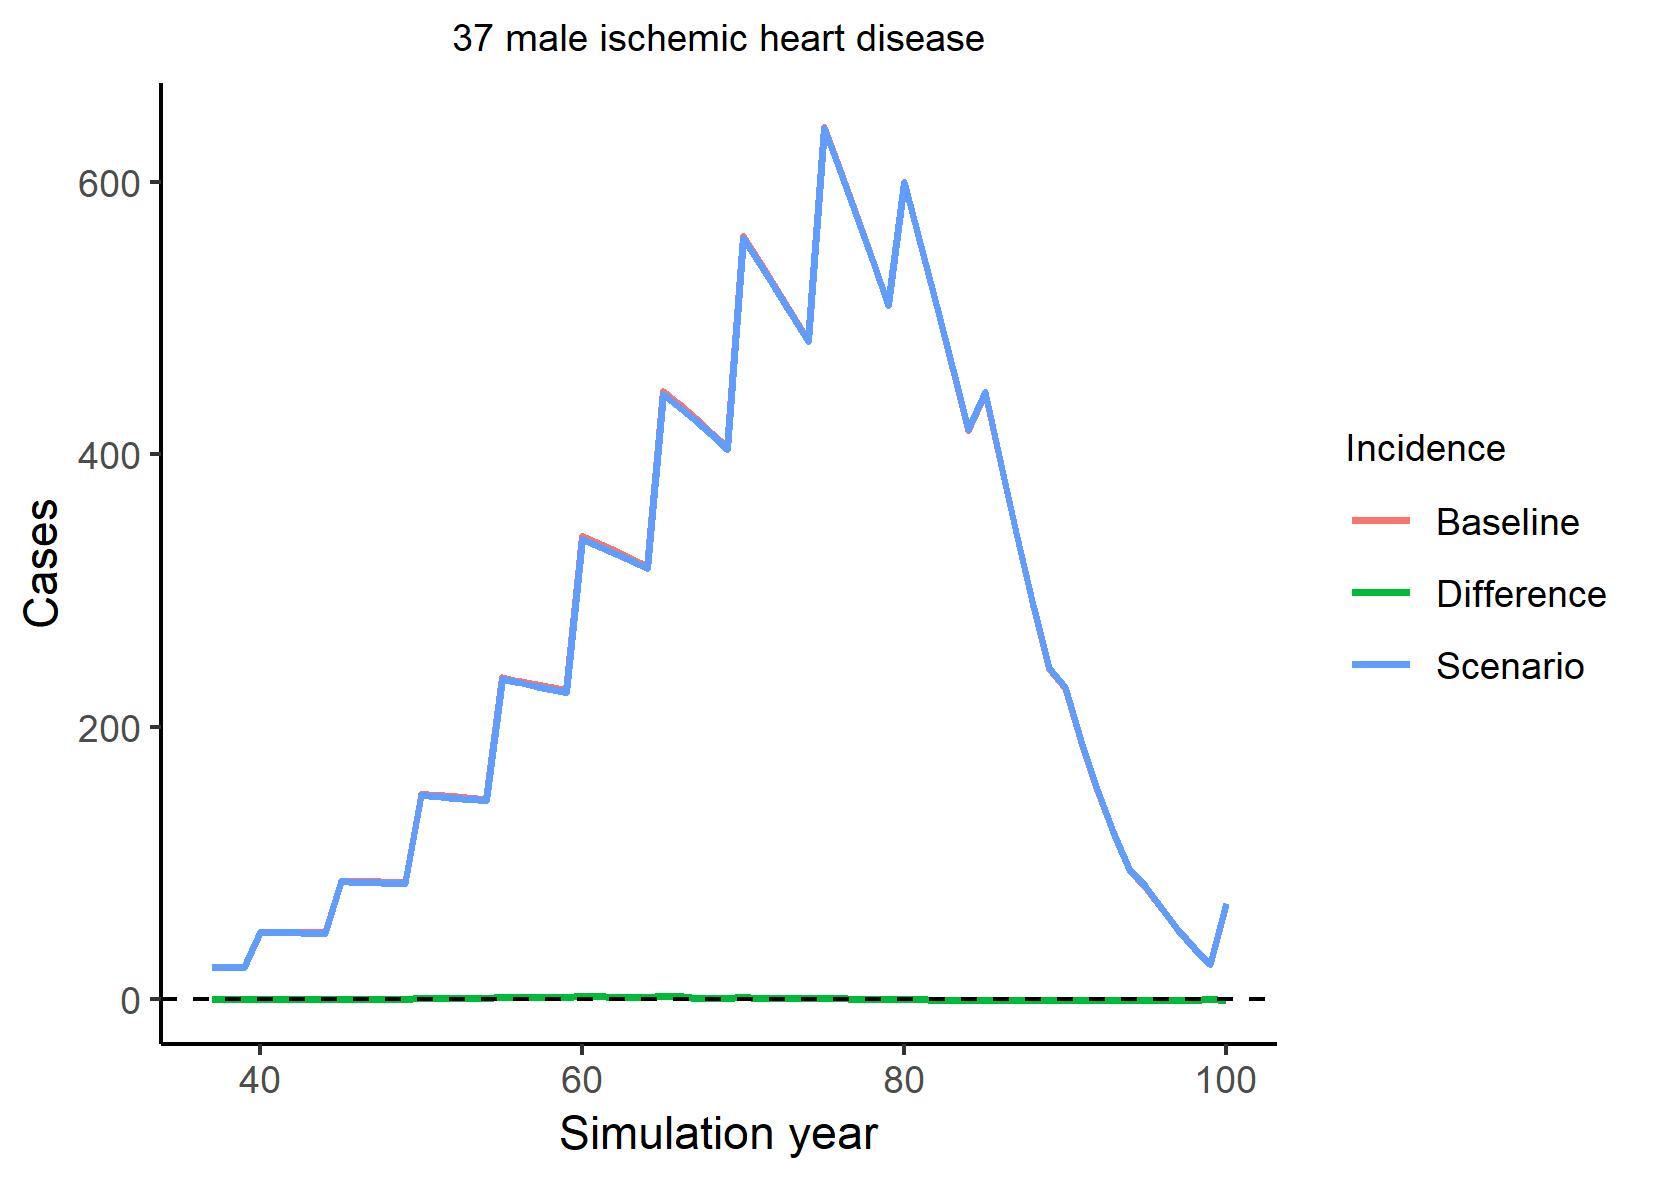 37 male ischemic heart disease
600
400
200
0
Cases
40 60 80 100
Simulation year
Incidence
Baseline
Difference
Scenario